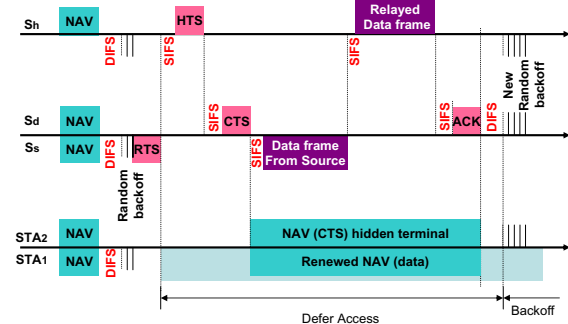 Relayed
Data frame
Sh
NAV
DIFS
SIFS
HTS
SIFS
New
Random
backoff
Sd
NAV
SIFS
CTS
SIFS
ACK
DIFS
Ss
NAV
DIFS
RTS
SIFS
Data frame
From Source
Random
backoff
STA2
NAV
NAV (CTS) hidden terminal
STA1
NAV
DIFS
Renewed NAV (data)
Defer Access
Backoff